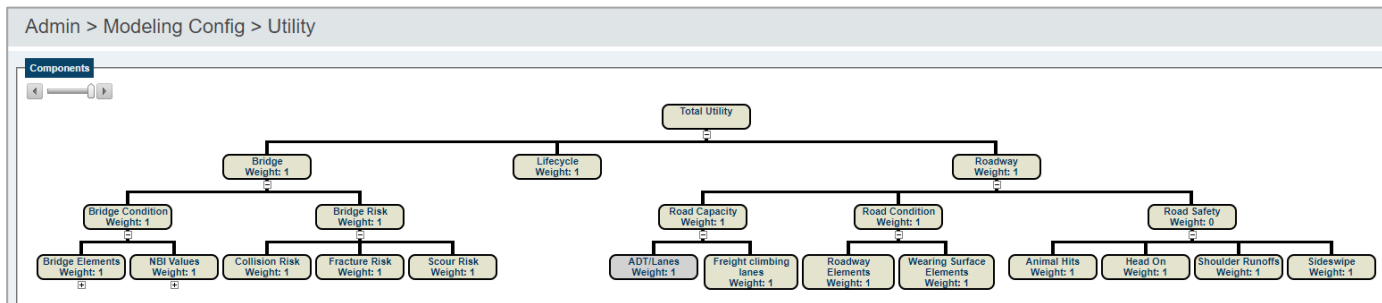 Admin > Modeling Config > Utility
Components
Total Utility
Bridge
Weight: 1
Lifecycle
Weight: 1
Roadway
Weight: 1
Bridge Condition
Weight: 1
Bridge Risk
Weight: 1
Road Capacity
Weight: 1
Road Condition
Weight: 1
Road Safety
Weight: 0
Bridge Elements
Weight: 1
NBI Values
Weight: 1
Collision Risk
Weight: 1
Fracture Risk
Weight: 1
Scour Risk
Weight: 1
ADT/Lanes
Weight: 1
Freight climbing
lanes
Weight: 1
Roadway
Elements
Weight: 1
Wearing Surface
Elements
Weight: 1
Animal Hits
Weight: 1
Head On
Weight: 1
Shoulder Runoffs
Weight: 1
Sideswipe
Weight: 1